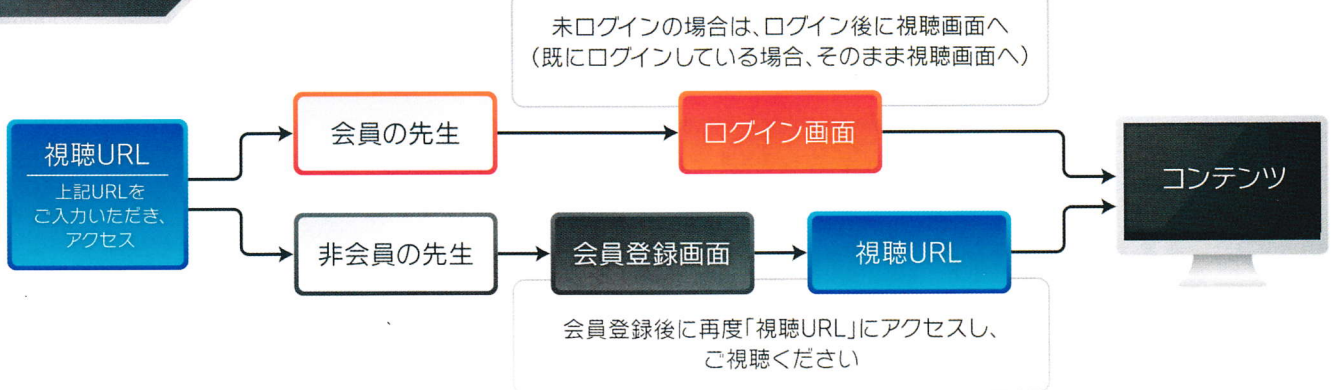 未ログインの場合は、ログイン後に視聴画面へ
（既にログインしている場合、そのまま視聴画面へ）
視聴URL
上記URLを
ご入力いただき、
アクセス
会員の先生
ログイン画面
コンテンツ
非会員の先生
会員登録画面
視聴URL
会員登録後に再度「視聴URL」にアクセスし、
ご視聴ください